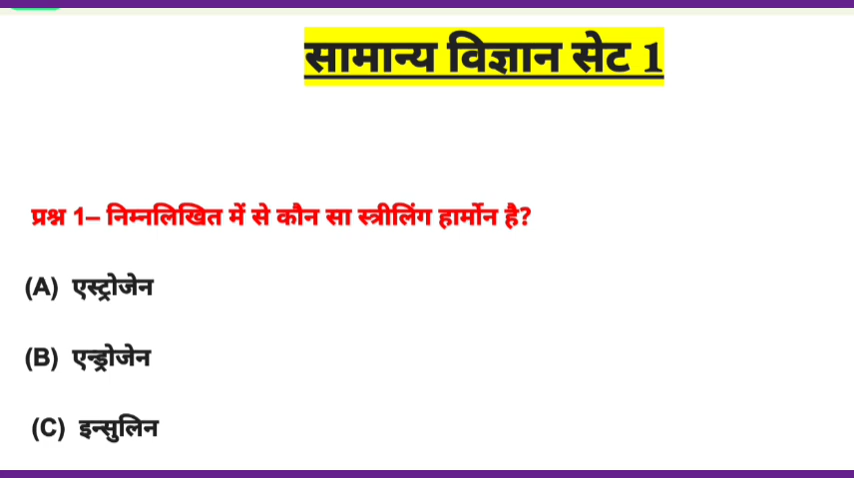 सामान्य विज्ञान सेट 1
प्रश्न 1– निम्नलिखित में से कौन सा स्त्रीलिंग हार्मोन है?
(A) एस्ट्रोजेन
(B) एन्ड्रोजेन
(C) इन्सुलिन